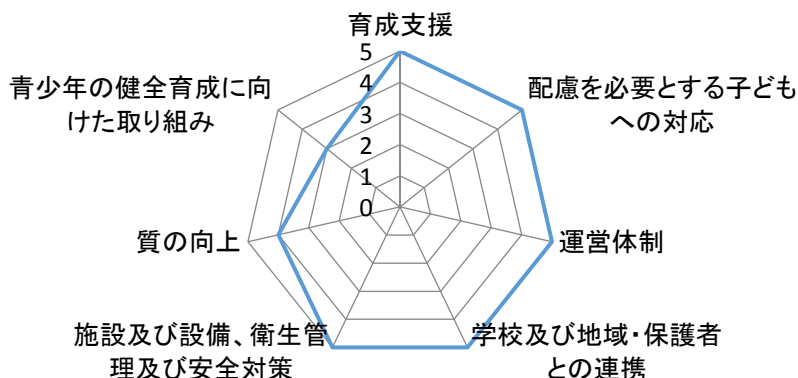 育成支援
5
4
3
2
1
0
配慮を必要とする子ども
への対応
運営体制
学校及び地域・保護者
との連携
施設及び設備、衛生管
理及び安全対策
質の向上
青少年の健全育成に向
けた取り組み